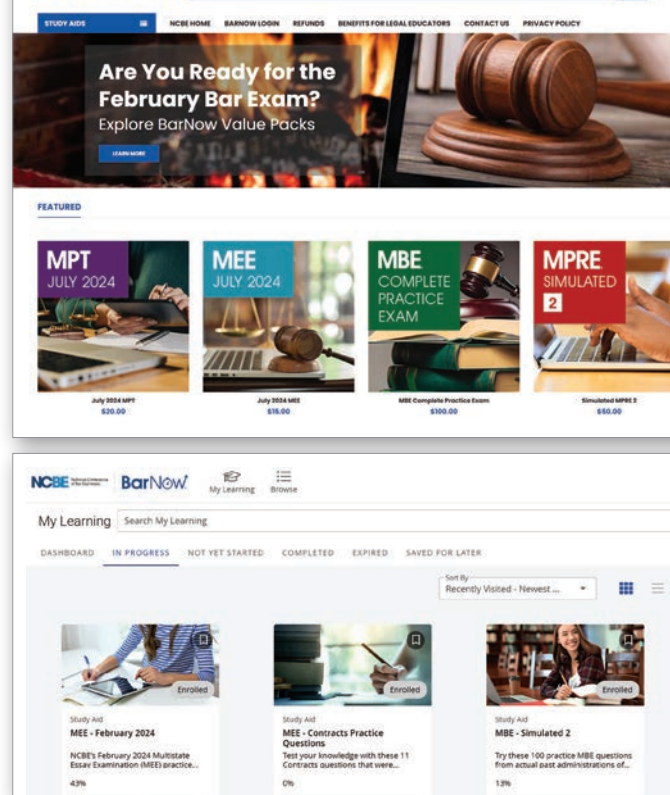 STUDY AIDS
NCBE HOME BARNOW LOGIN REFUNDS BENEFITS FOR LEGAL EDUCATORS CONTACT US PRIVACY POLICY
Are You Ready for the
February Bar Exam?
Explore BarNow Value Packs
LEARN MORE
FEATURED
MPT
JULY 2024
MEE
JULY 2024
MBE
COMPLETE
PRACTICE
EXAM
MPRE
SIMULATED
2
July 2024 MPT
$20.00
July 2024 MEE
$15.00
MBE Complete Practice Exam
$100.00
Simulated MPRE 2
$50.00
NCBE National Conference of Bar Examiners BarNow
My Learning Browse
My Learning Search My Learning
DASHBOARD IN PROGRESS NOT YET STARTED COMPLETED EXPIRED SAVED FOR LATER
Sort By
Recently Visited - Newest ...
Enrolled Enrolled Enrolled
Study Aid
MEE - February 2024
NCBE's February 2024 Multistate
Essay Examination (MEE) practice...
43%
Study Aid
MEE - Contracts Practice
Questions
Test your knowledge with these 11
Contracts questions that were...
0%
Study Aid
MBE - Simulated 2
Try these 100 practice MBE questions
from actual past administrations of...
13%